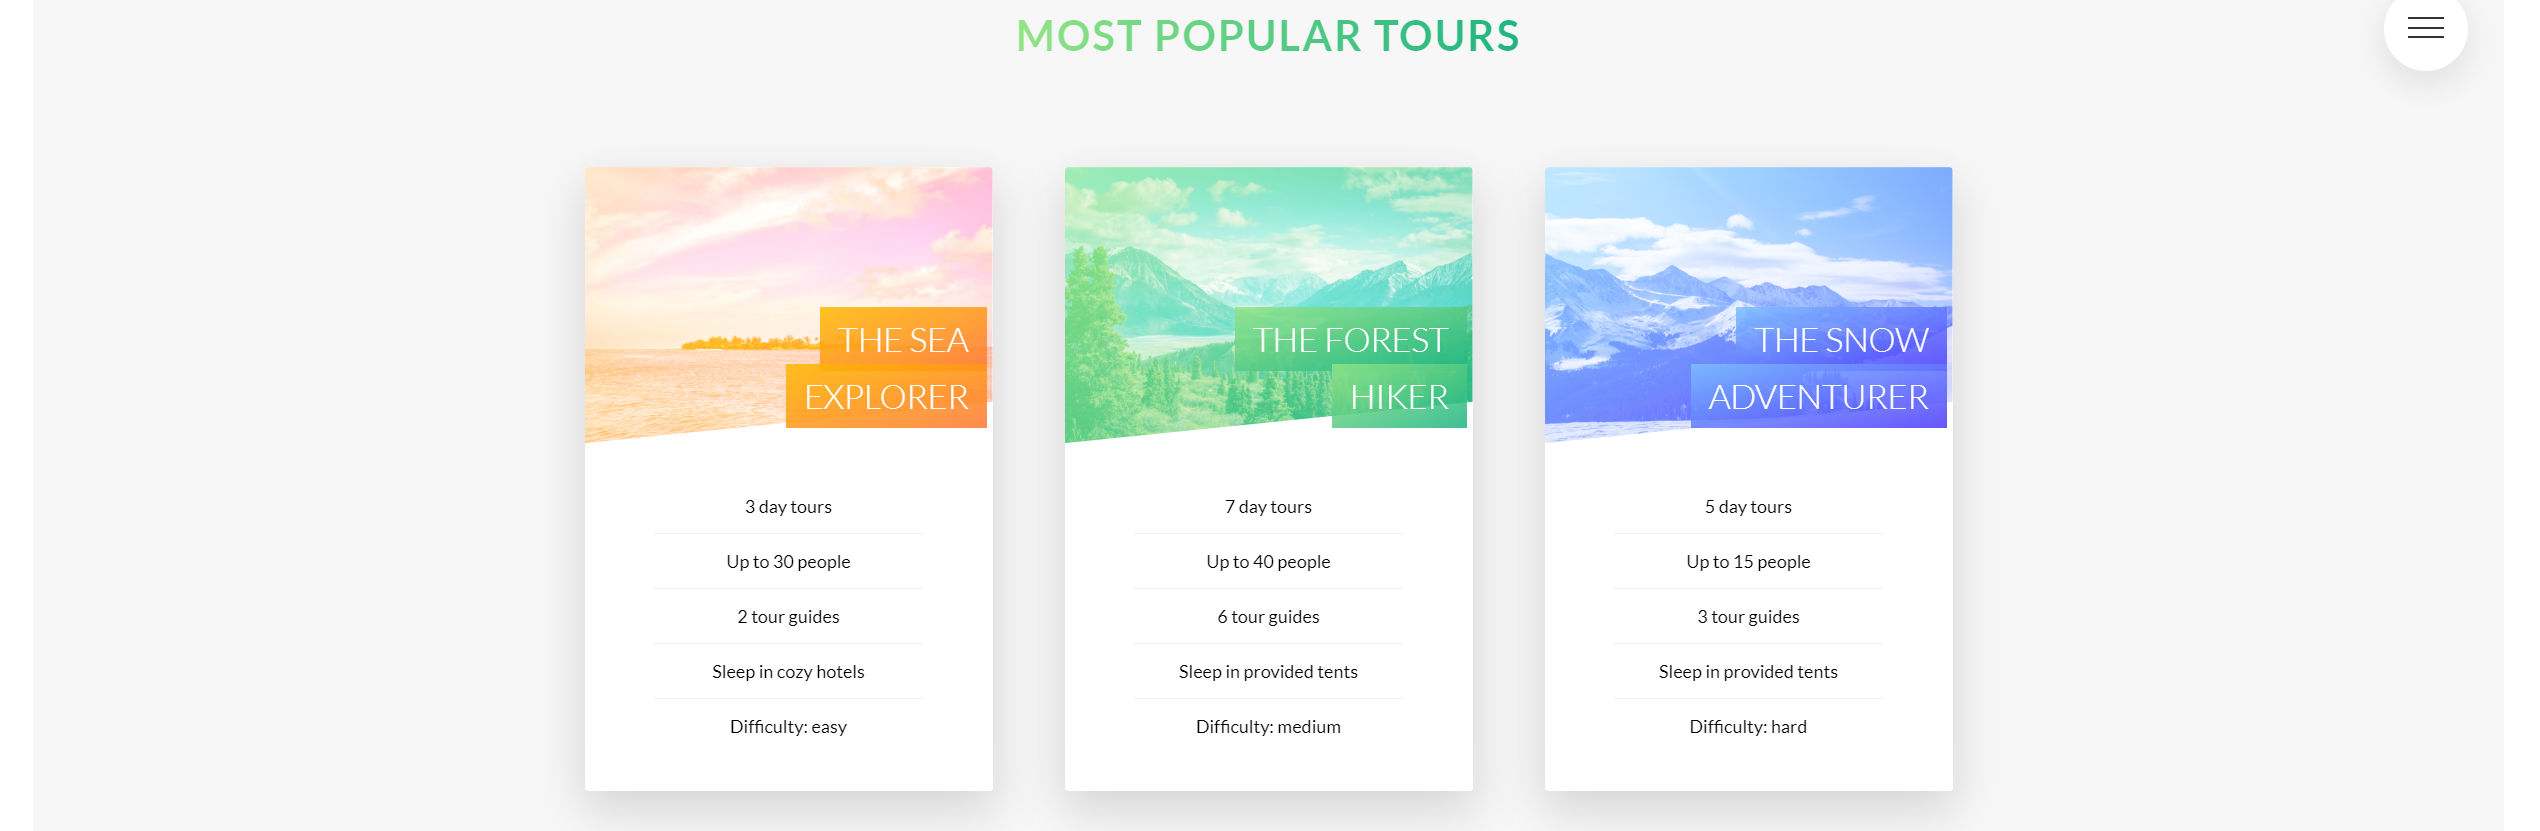 MOST POPULAR TOURS
THE SEA
EXPLORER
3 day tours
Up to 30 people
2 tour guides
Sleep in cozy hotels
Difficulty: easy
THE FOREST
HIKER
7 day tours
Up to 40 people
6 tour guides
Sleep in provided tents
Difficulty: medium
THE SNOW
ADVENTURER
5 day tours
Up to 15 people
3 tour guides
Sleep in provided tents
Difficulty: hard